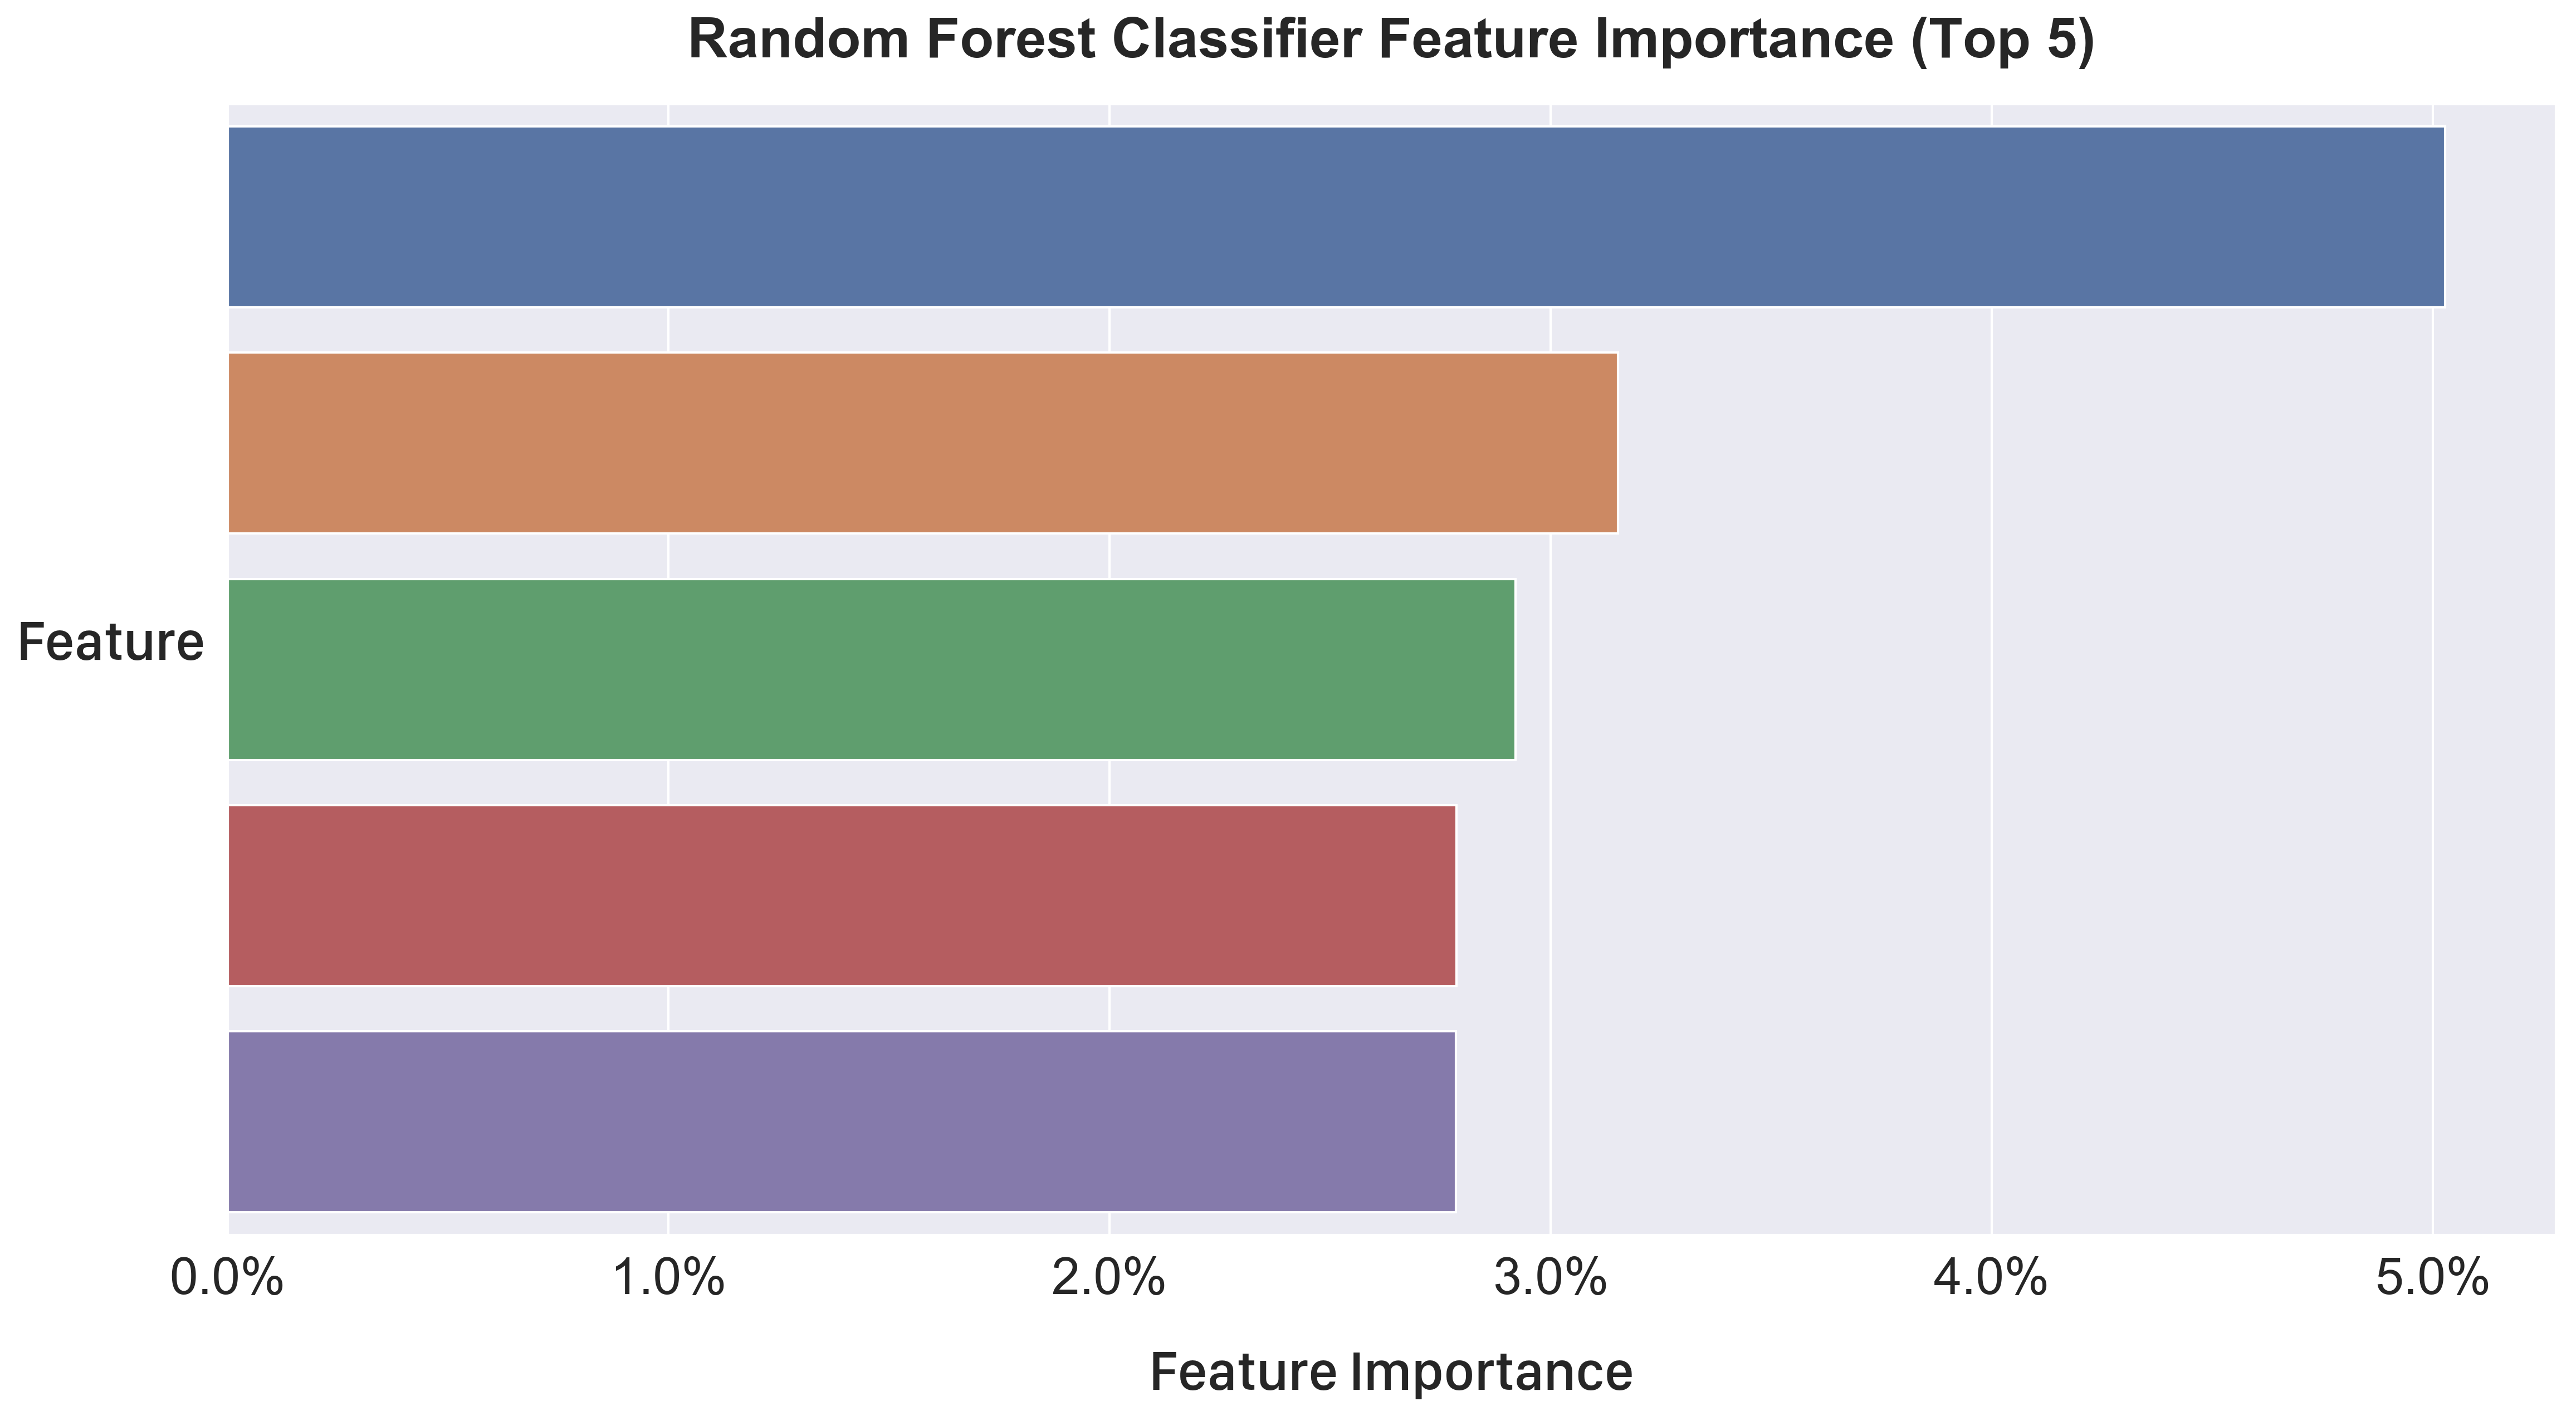 Random Forest Classifier Feature Importance (Top 5)
Feature
0.0% 1.0% 2.0% 3.0% 4.0% 5.0%
Feature Importance